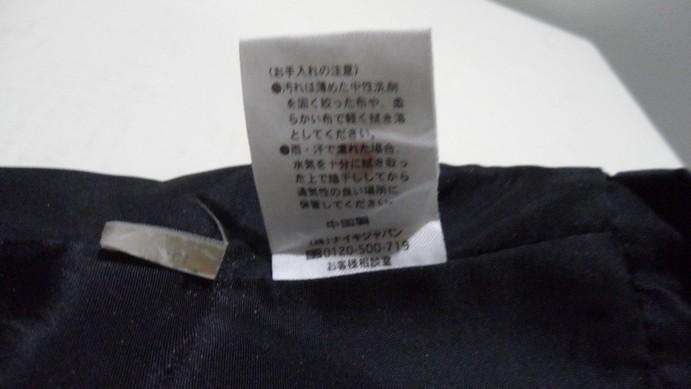 （お手入れの注意）
●汚れは薄めた中性洗剤
を固く絞った布や、柔
らかい布で軽く拭き落
としてください。
●雨・汗で濡れた場合、
水気を十分に拭き取っ
た上で陰干ししてから
通気性の良い場所に
保管してください。
中国製
（株）ナイキジャパン
0120-500-719
お客様相談室